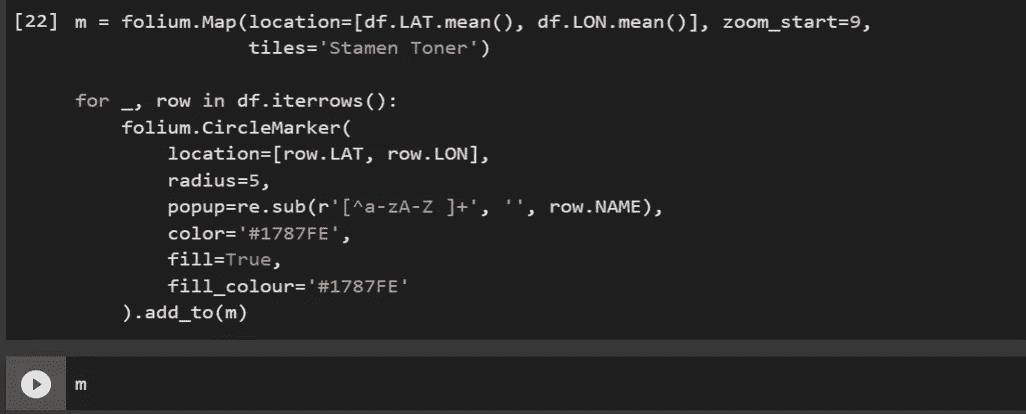 [22] m = folium.Map(location=[df.LAT.mean(), df.LON.mean()], zoom_start=9,
tiles='Stamen Toner')
for _, row in df.iterrows():
folium.CircleMarker(
location=[row.LAT, row.LON],
radius=5,
popup=re.sub(r'[^a-zA-Z ]+', '', row.NAME),
color='#1787FE',
fill=True,
fill_colour='#1787FE'
).add_to(m)
m